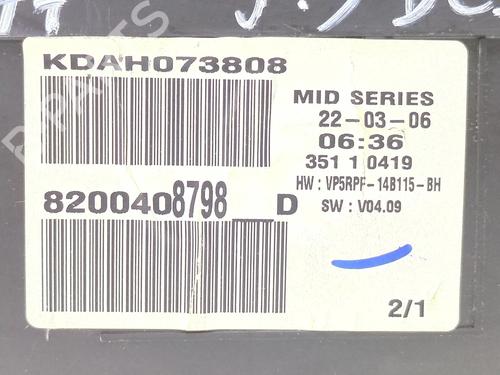 KDAH073808
MID SERIES
22-03-06
06:36
351 1 0419
HW : VP5RPF-14B115-BH
SW : V04.09
8200408798__D
2/1